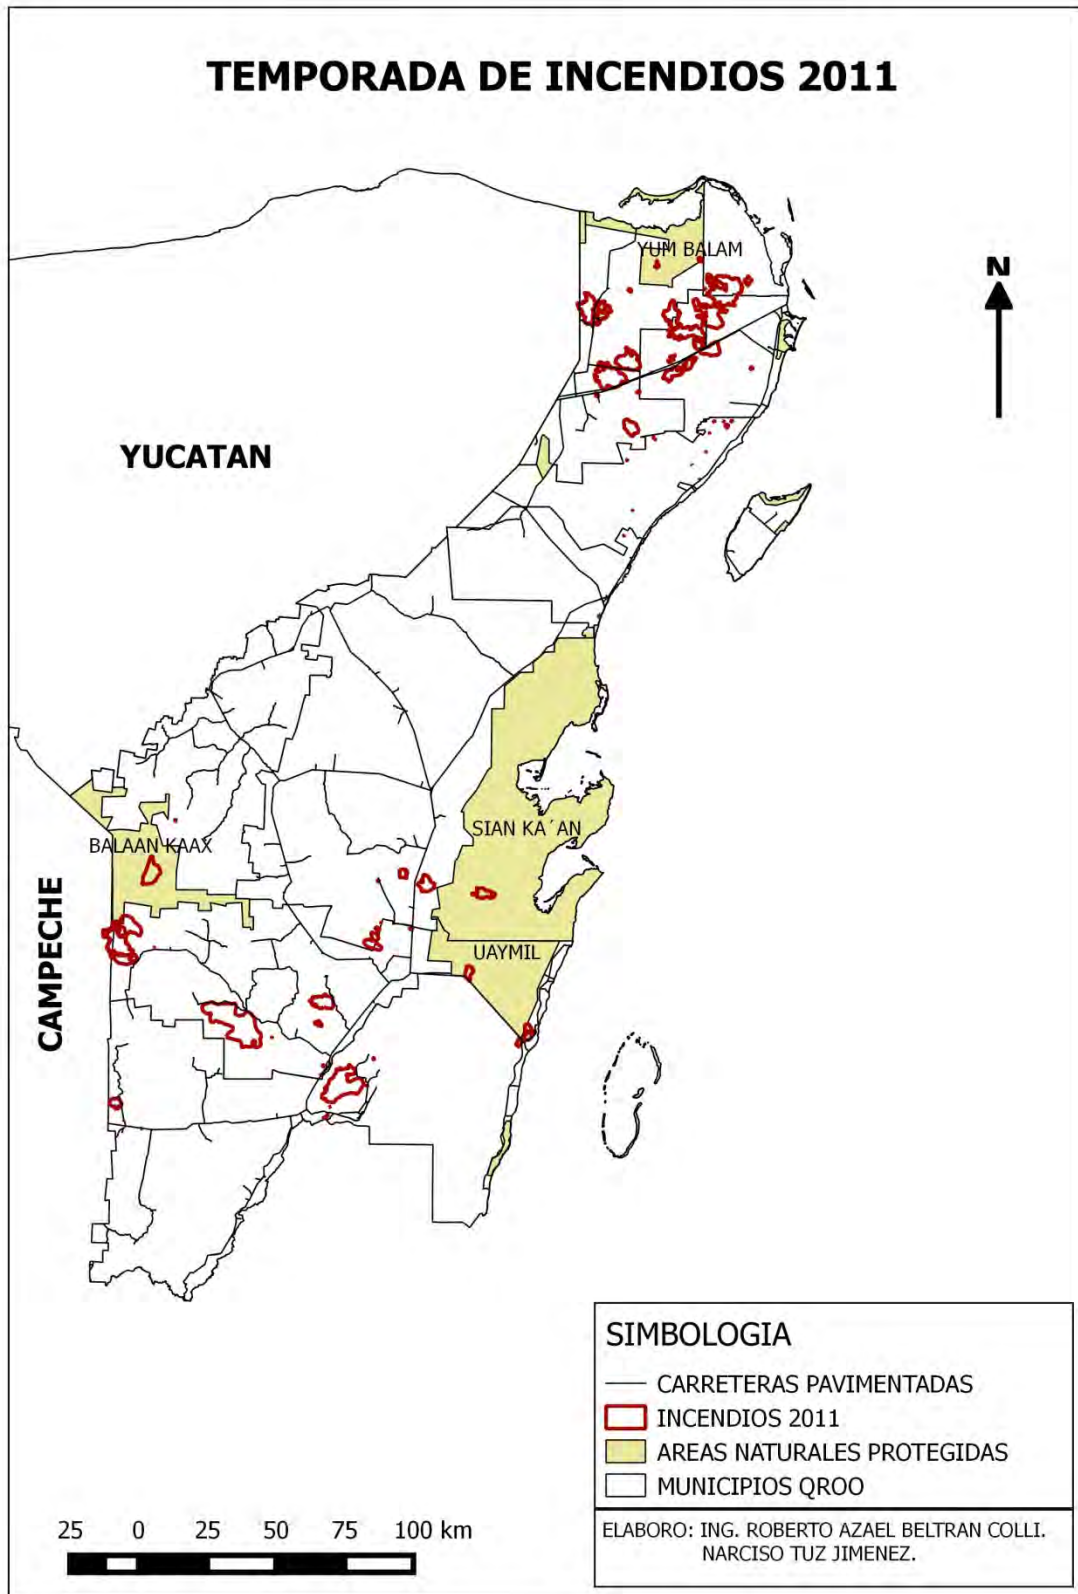 TEMPORADA DE INCENDIOS 2011
YUM BALAM
N
YUCATAN
SIAN KA´AN
BALAAN KAAX
CAMPECHE
UAYMIL
SIMBOLOGIA
CARRETERAS PAVIMENTADAS
INCENDIOS 2011
AREAS NATURALES PROTEGIDAS
MUNICIPIOS QROO
25 0 25 50 75 100 km
ELABORO: ING. ROBERTO AZAEL BELTRAN COLLI.
NARCISO TUZ JIMENEZ.